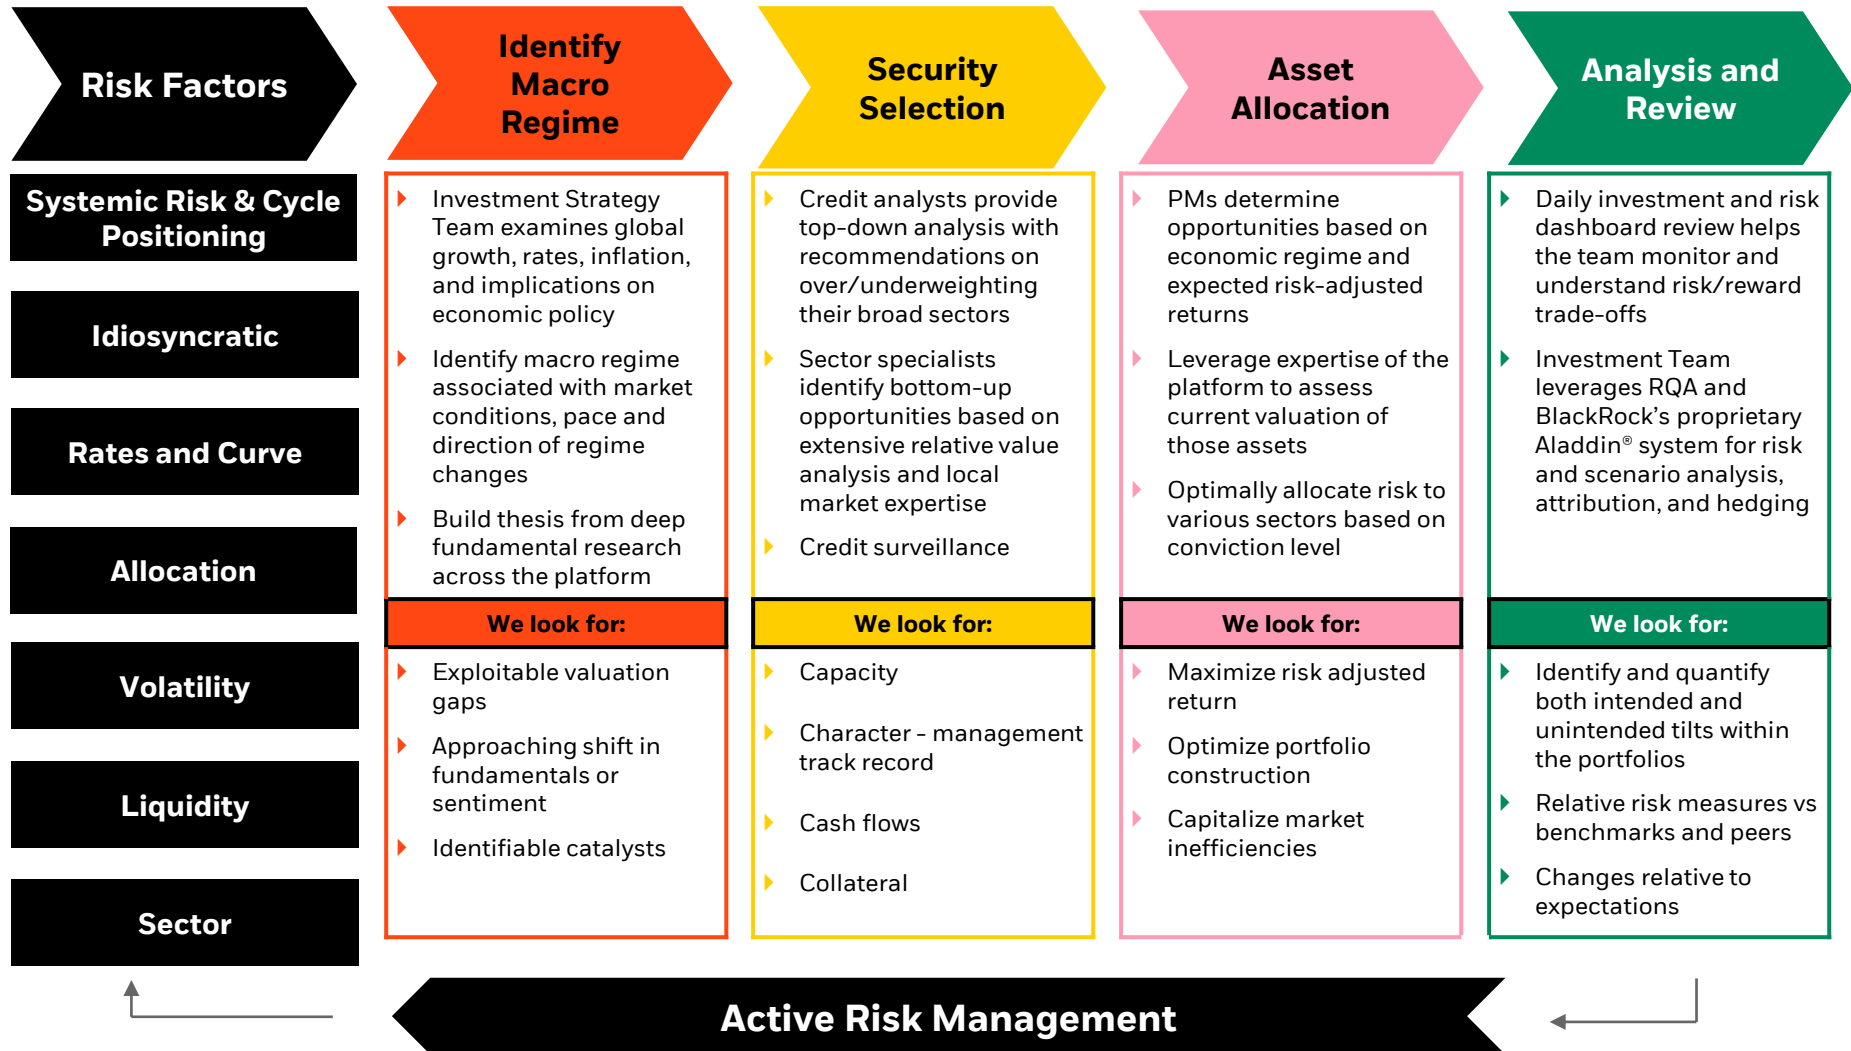 Risk Factors
Systemic Risk & Cycle
Positioning
Idiosyncratic
Rates and Curve
Allocation
Volatility
Liquidity
Sector
Identify
Macro
Regime
Investment Strategy
Team examines global
growth, rates, inflation,
and implications on
economic policy
Identify macro regime
associated with market
conditions, pace and
direction of regime
changes
Build thesis from deep
fundamental research
across the platform
We look for:
Exploitable valuation
gaps
Approaching shift in
fundamentals or
sentiment
Identifiable catalysts
Security
Selection
Credit analysts provide
top-down analysis with
recommendations on
over/underweighting
their broad sectors
Sector specialists
identify bottom-up
opportunities based on
extensive relative value
analysis and local
market expertise
Credit surveillance
We look for:
Capacity
Character - management
track record
Cash flows
Collateral
Asset
Allocation
PMs determine
opportunities based on
economic regime and
expected risk-adjusted
returns
Leverage expertise of the
platform to assess
current valuation of
those assets
Optimally allocate risk to
various sectors based on
conviction level
We look for:
Maximize risk adjusted
return
Optimize portfolio
construction
Capitalize market
inefficiencies
Analysis and
Review
Daily investment and risk
dashboard review helps
the team monitor and
understand risk/reward
trade-offs
Investment Team
leverages RQA and
BlackRock’s proprietary
Aladdin® system for risk
and scenario analysis,
attribution, and hedging
We look for:
Identify and quantify
both intended and
unintended tilts within
the portfolios
Relative risk measures vs
benchmarks and peers
Changes relative to
expectations
Active Risk Management